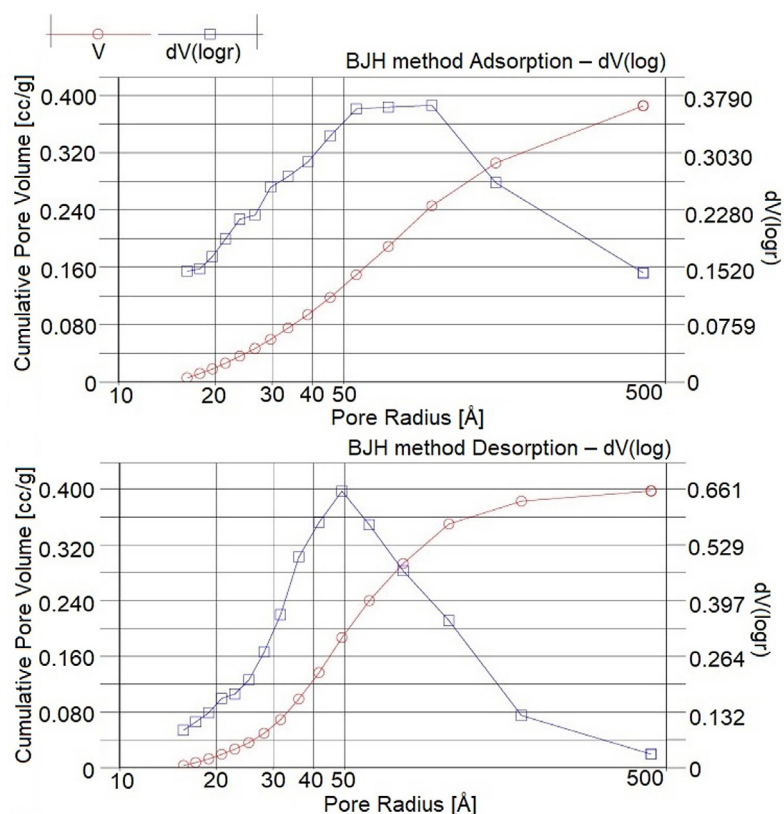 V dV(logr)
BJH method Adsorption – dV(log)
Cumulative Pore Volume [cc/g]
0.400
0.320
0.240
0.160
0.080
0
0.3790
0.3030
0.2280
0.1520
0.0759
0
dV(logr)
10 20 30 40 50 500
Pore Radius [Å]
BJH method Desorption – dV(log)
Cumulative Pore Volume [cc/g]
0.400
0.320
0.240
0.160
0.080
0
0.661
0.529
0.397
0.264
0.132
0
dV(logr)
10 20 30 40 50 500
Pore Radius [Å]